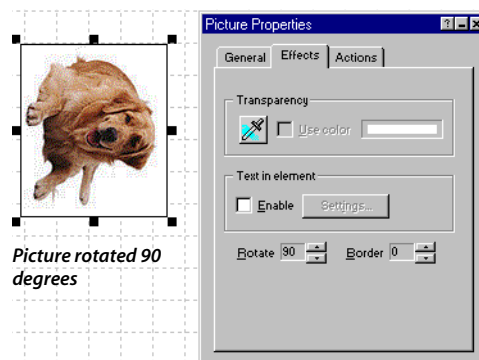 Picture Properties
General Effects Actions
Transparency
Use color
Text in element
Enable Settings...
Rotate 90 Border 0
Picture rotated 90
degrees